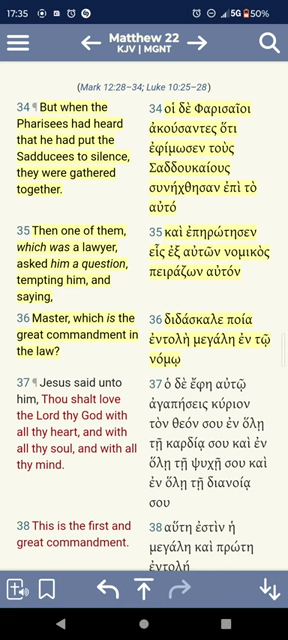 17:35
5G 50%
Matthew 22
KJV | MGNT
(Mark 12:28–34; Luke 10:25–28)
34 ¶ But when the
Pharisees had heard
that he had put the
Sadducees to silence,
they were gathered
together.
34 οἱ δὲ Φαρισαῖοι
ἀκούσαντες ὅτι
ἐφίμωσεν τοὺς
Σαδδουκαίους
συνήχθησαν ἐπὶ τὸ
αὐτό
35 Then one of them,
which was a lawyer,
asked him a question,
tempting him, and
saying,
35 καὶ ἐπηρώτησεν
εἷς ἐξ αὐτῶν νομικὸς
πειράζων αὐτόν
36 Master, which is the
great commandment in
the law?
36 διδάσκαλε ποία
ἐντολὴ μεγάλη ἐν τῷ
νόμῳ
37 ¶ Jesus said unto
him, Thou shalt love
the Lord thy God with
all thy heart, and with
all thy soul, and with all
thy mind.
37 ὁ δὲ ἔφη αὐτῷ
ἀγαπήσεις κύριον
τὸν θεόν σου ἐν ὅλῃ
τῇ καρδίᾳ σου καὶ ἐν
ὅλῃ τῇ ψυχῇ σου καὶ
ἐν ὅλῃ τῇ διανοίᾳ
σου
38 This is the first and
great commandment.
38 αὕτη ἐστὶν ἡ
μεγάλη καὶ πρώτη
ἐντολή